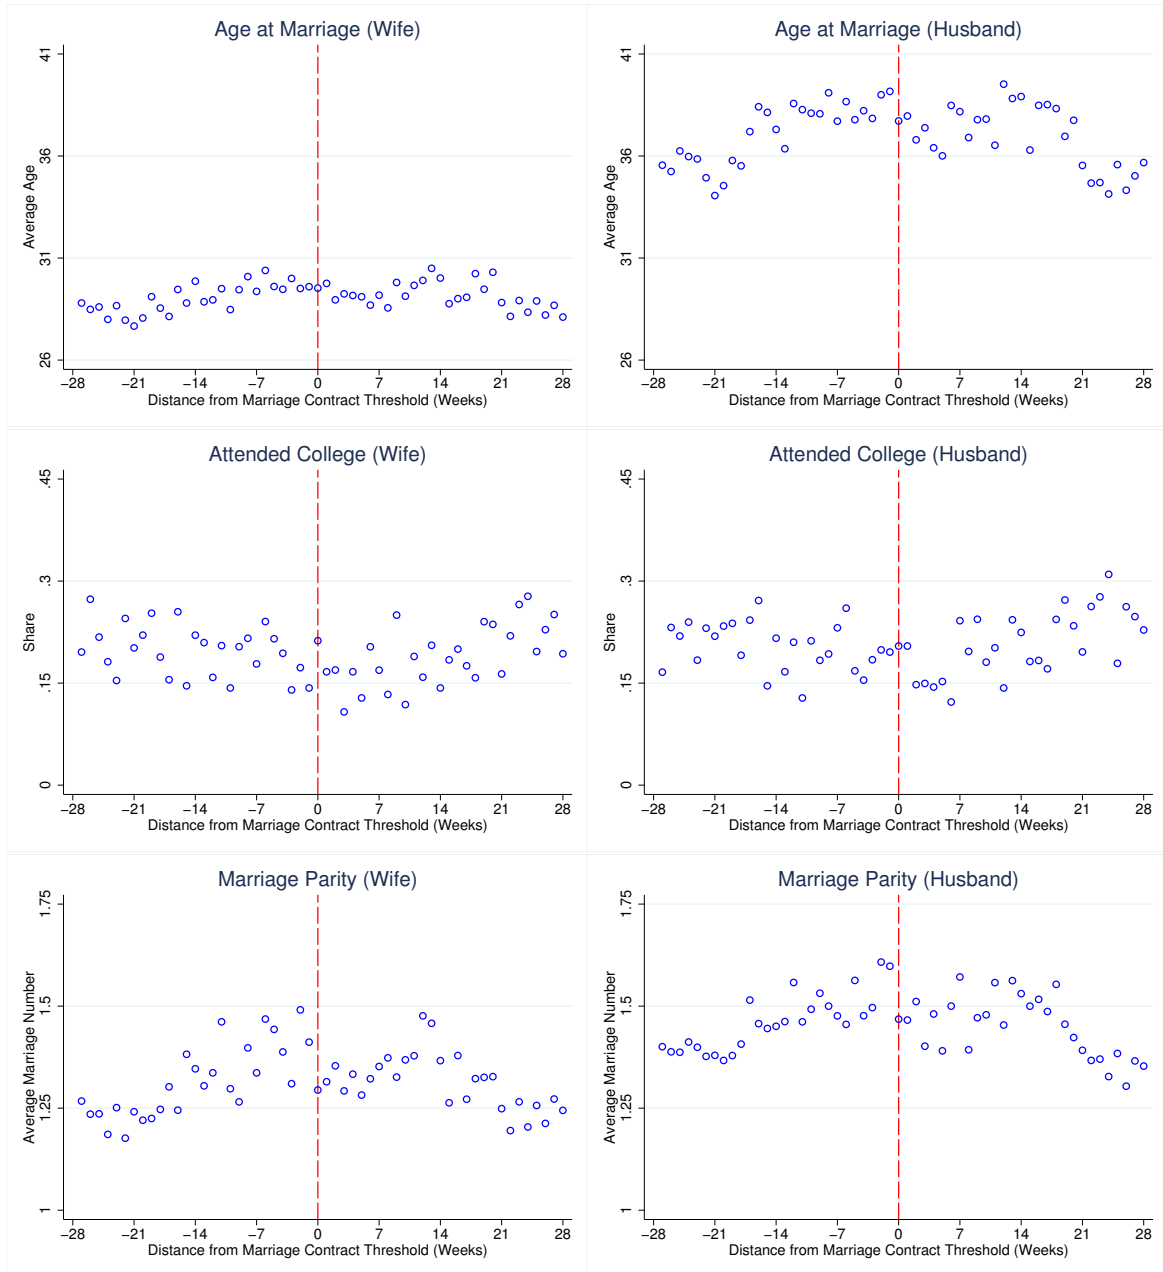 Age at Marriage (Wife)
Average Age
41
36
31
26
−28 −21 −14 −7 0 7 14 21 28
Distance from Marriage Contract Threshold (Weeks)
Age at Marriage (Husband)
Average Age
41
36
31
26
−28 −21 −14 −7 0 7 14 21 28
Distance from Marriage Contract Threshold (Weeks)
Attended College (Wife)
Share
.45
.3
.15
0
−28 −21 −14 −7 0 7 14 21 28
Distance from Marriage Contract Threshold (Weeks)
Attended College (Husband)
Share
.45
.3
.15
0
−28 −21 −14 −7 0 7 14 21 28
Distance from Marriage Contract Threshold (Weeks)
Marriage Parity (Wife)
Average Marriage Number
1.75
1.5
1.25
1
−28 −21 −14 −7 0 7 14 21 28
Distance from Marriage Contract Threshold (Weeks)
Marriage Parity (Husband)
Average Marriage Number
1.75
1.5
1.25
1
−28 −21 −14 −7 0 7 14 21 28
Distance from Marriage Contract Threshold (Weeks)